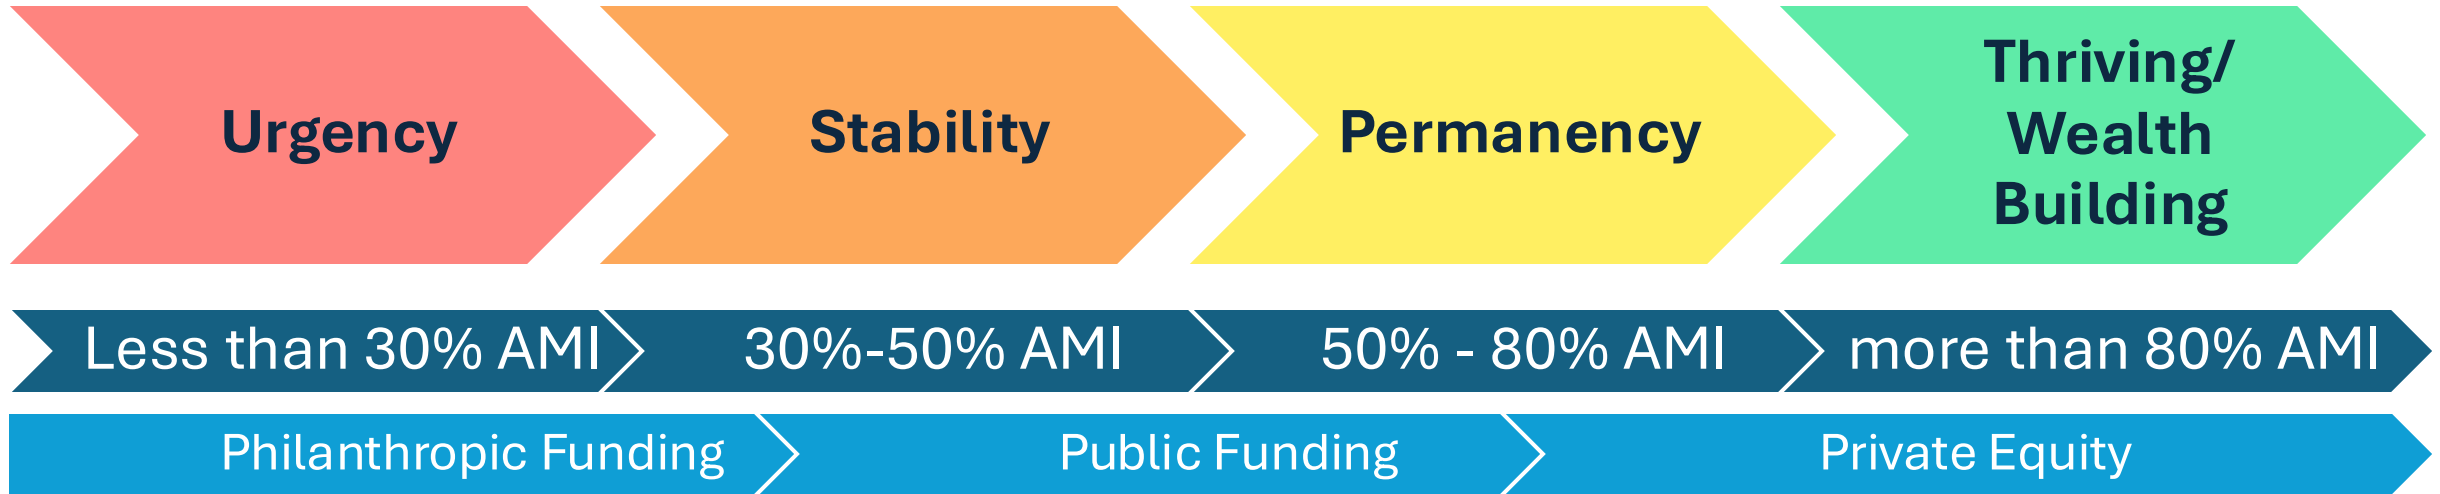 Urgency
Stability
Permanency
Thriving/
Wealth
Building
Less than 30% AMI
30%-50% AMI
50% - 80% AMI
more than 80% AMI
Philanthropic Funding
Public Funding
Private Equity